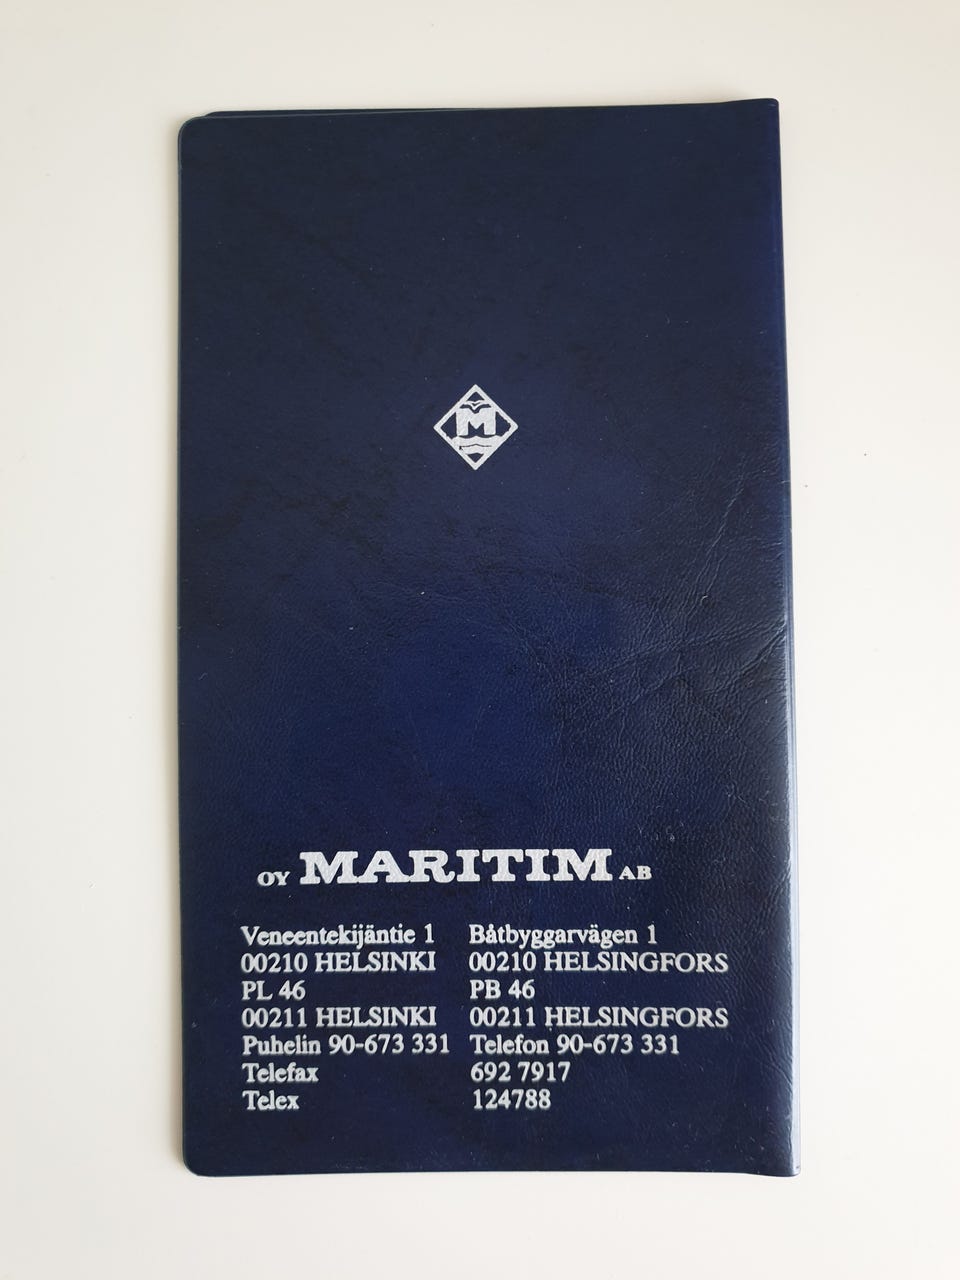 M
OY MARITIM AB
Veneentekijäntie 1 Båtbyggarvägen 1
00210 HELSINKI 00210 HELSINGFORS
PL 46 PB 46
00211 HELSINKI 00211 HELSINGFORS
Puhelin 90-673 331 Telefon 90-673 331
Telefax 692 7917
Telex 124788